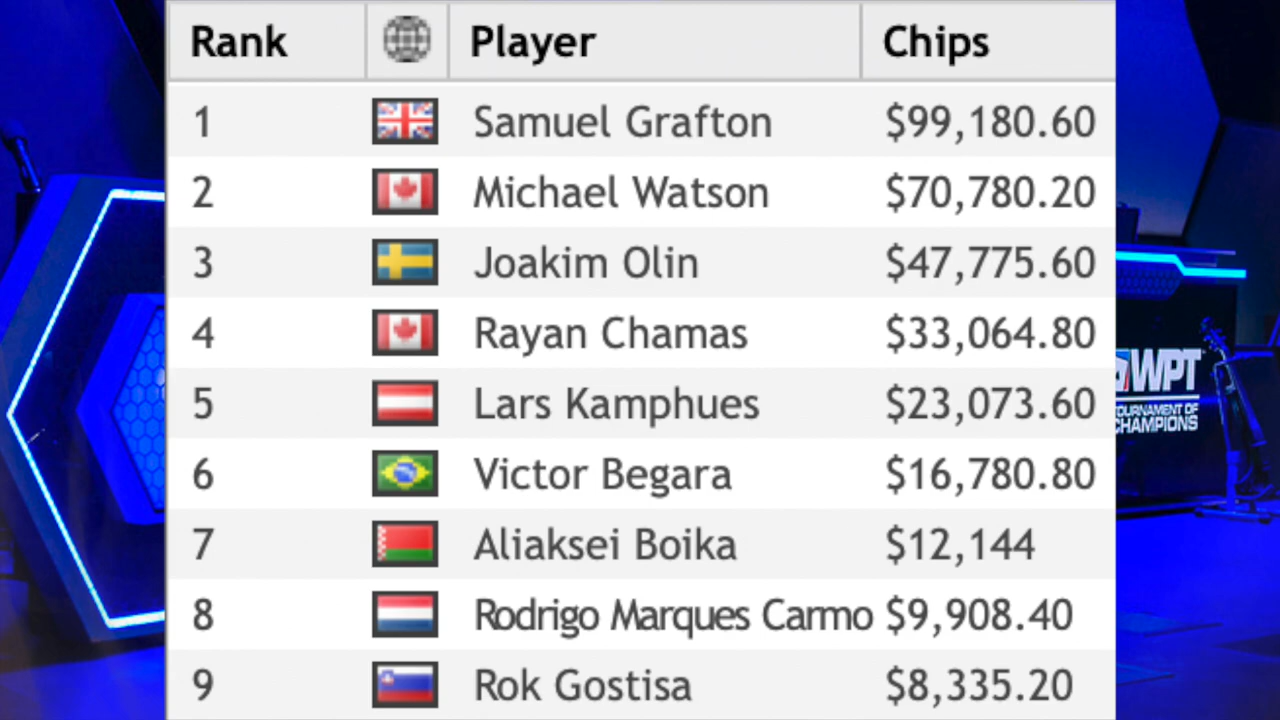 Rank Player Chips
1 Samuel Grafton $99,180.60
2 Michael Watson $70,780.20
3 Joakim Olin $47,775.60
4 Rayan Chamas $33,064.80
5 Lars Kamphues $23,073.60
6 Victor Begara $16,780.80
7 Aliaksei Boika $12,144
8 Rodrigo Marques Carmo $9,908.40
9 Rok Gostisa $8,335.20
WPT
TOURNAMENT OF
CHAMPIONS